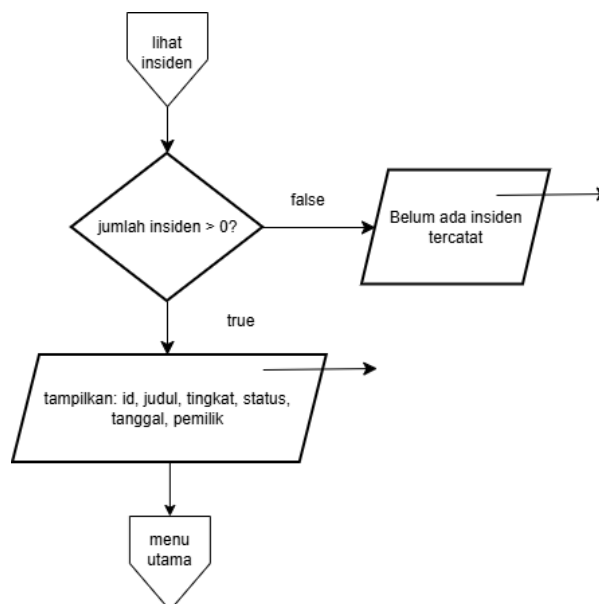 lihat
insiden
jumlah insiden > 0?
false
Belum ada insiden
tercatat
true
tampilkan: id, judul, tingkat, status,
tanggal, pemilik
menu
utama